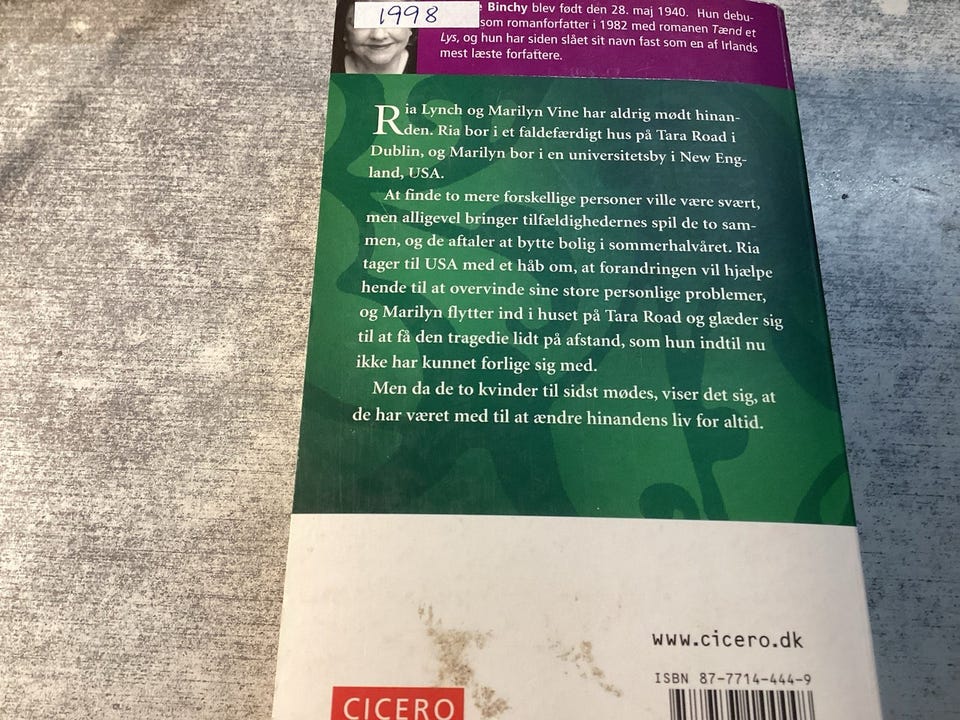 1998
Binchy blev født den 28. maj 1940. Hun debu-
som romanforfatter i 1982 med romanen Tænd et
Lys, og hun har siden slået sit navn fast som en af Irlands
mest læste forfattere.
Ria Lynch og Marilyn Vine har aldrig mødt hinan-
den. Ria bor i et faldefærdigt hus på Tara Road i
Dublin, og Marilyn bor i en universitetsby i New Eng-
land, USA.
At finde to mere forskellige personer ville være svært,
men alligevel bringer tilfældighedernes spil de to sam-
men, og de aftaler at bytte bolig i sommerhalvåret. Ria
tager til USA med et håb om, at forandringen vil hjælpe
hende til at overvinde sine store personlige problemer,
og Marilyn flytter ind i huset på Tara Road og glæder sig
til at få den tragedie lidt på afstand, som hun indtil nu
ikke har kunnet forlige sig med.
Men da de to kvinder til sidst mødes, viser det sig, at
de har været med til at ændre hinandens liv for altid.
www.cicero.dk
ISBN 87-7714-444-9
CICERO